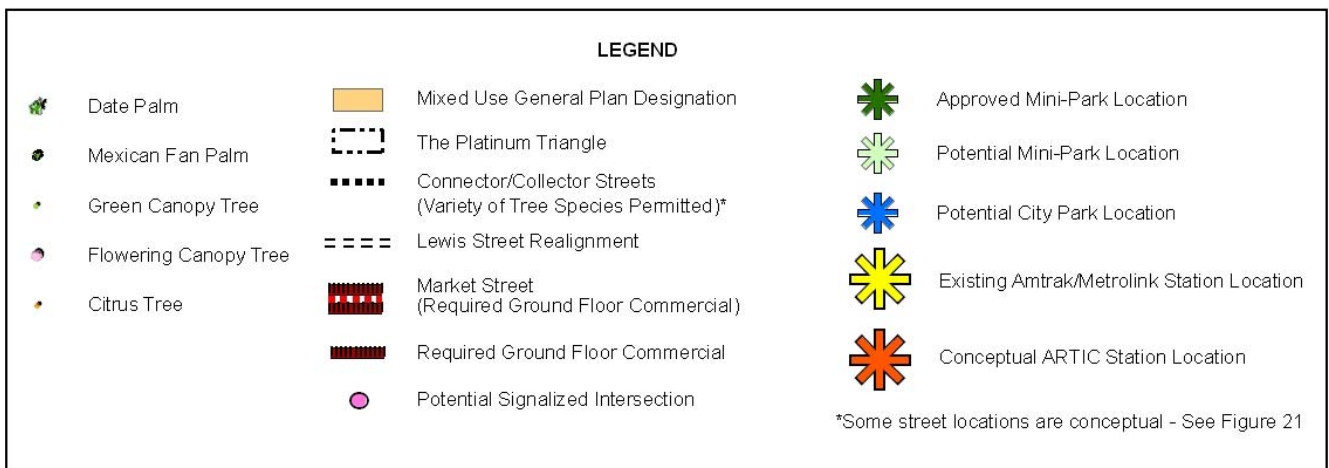 LEGEND
Date Palm
Mexican Fan Palm
Green Canopy Tree
Flowering Canopy Tree
Citrus Tree
Mixed Use General Plan Designation
The Platinum Triangle
Connector/Collector Streets
(Variety of Tree Species Permitted)*
Lewis Street Realignment
Market Street
(Required Ground Floor Commercial)
Required Ground Floor Commercial
Potential Signalized Intersection
Approved Mini-Park Location
Potential Mini-Park Location
Potential City Park Location
Existing Amtrak/Metrolink Station Location
Conceptual ARTIC Station Location
*Some street locations are conceptual - See Figure 21